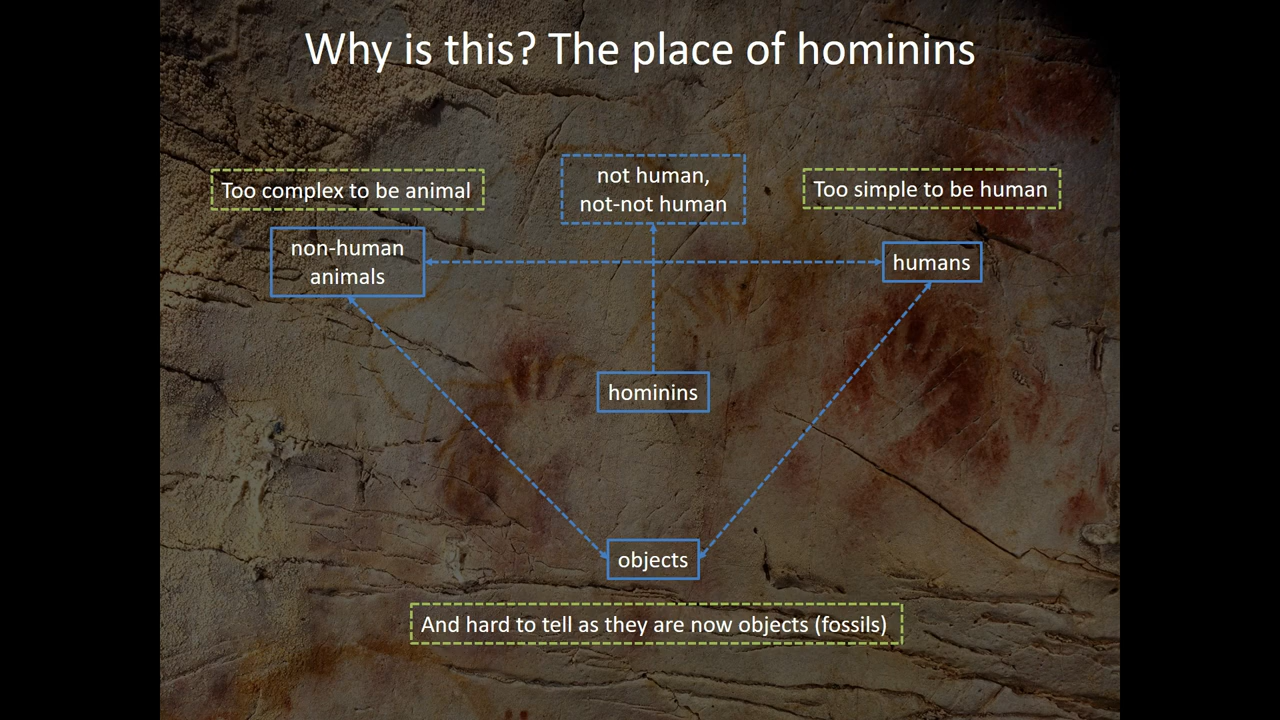 Why is this? The place of hominins
Too complex to be animal
not human,
not-not human
Too simple to be human
non-human
animals
humans
hominins
objects
And hard to tell as they are now objects (fossils)